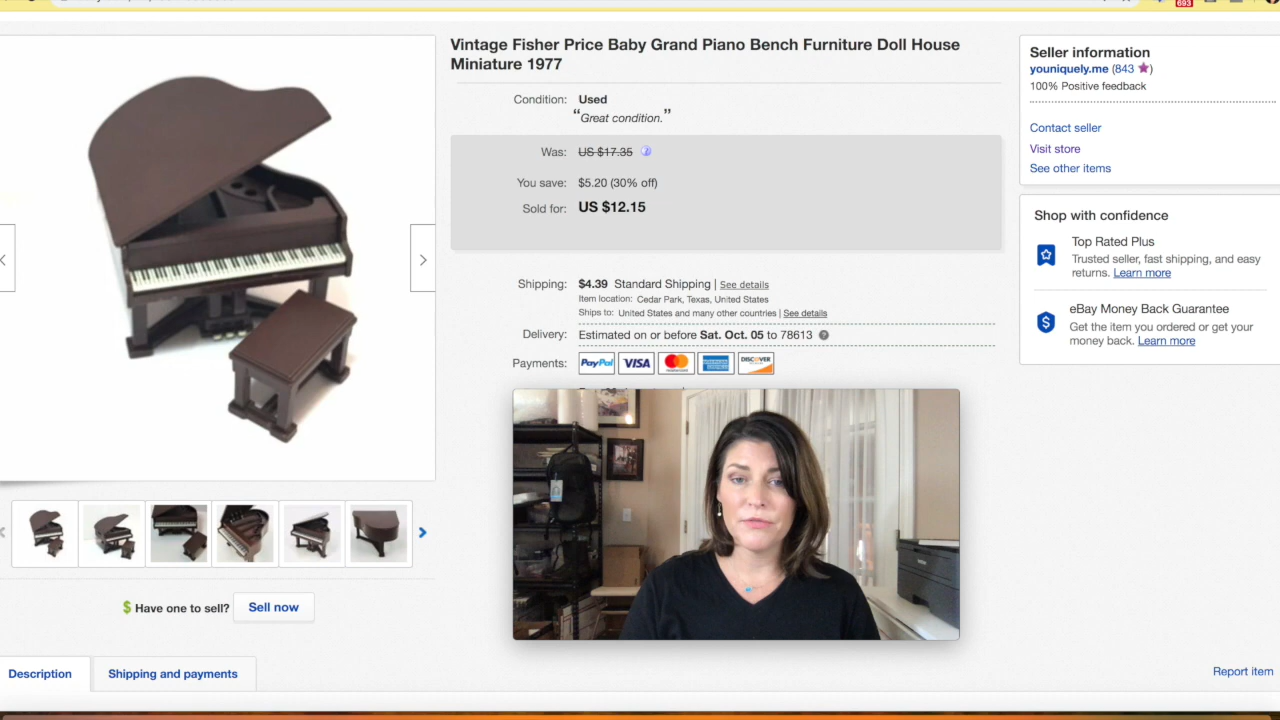 693
Vintage Fisher Price Baby Grand Piano Bench Furniture Doll House
Miniature 1977
Condition: Used
“Great condition.”
Was: US $17.35
You save: $5.20 (30% off)
Sold for: US $12.15
Shipping: $4.39 Standard Shipping | See details
Item location: Cedar Park, Texas, United States
Ships to: United States and many other countries | See details
Delivery: Estimated on or before Sat. Oct. 05 to 78613
Payments: PayPal VISA DISCOVER
Seller information
youniquely.me (843)
100% Positive feedback
Contact seller
Visit store
See other items
Shop with confidence
Top Rated Plus
Trusted seller, fast shipping, and easy
returns. Learn more
eBay Money Back Guarantee
Get the item you ordered or get your
money back. Learn more
$ Have one to sell? Sell now
Description
Shipping and payments
Report item